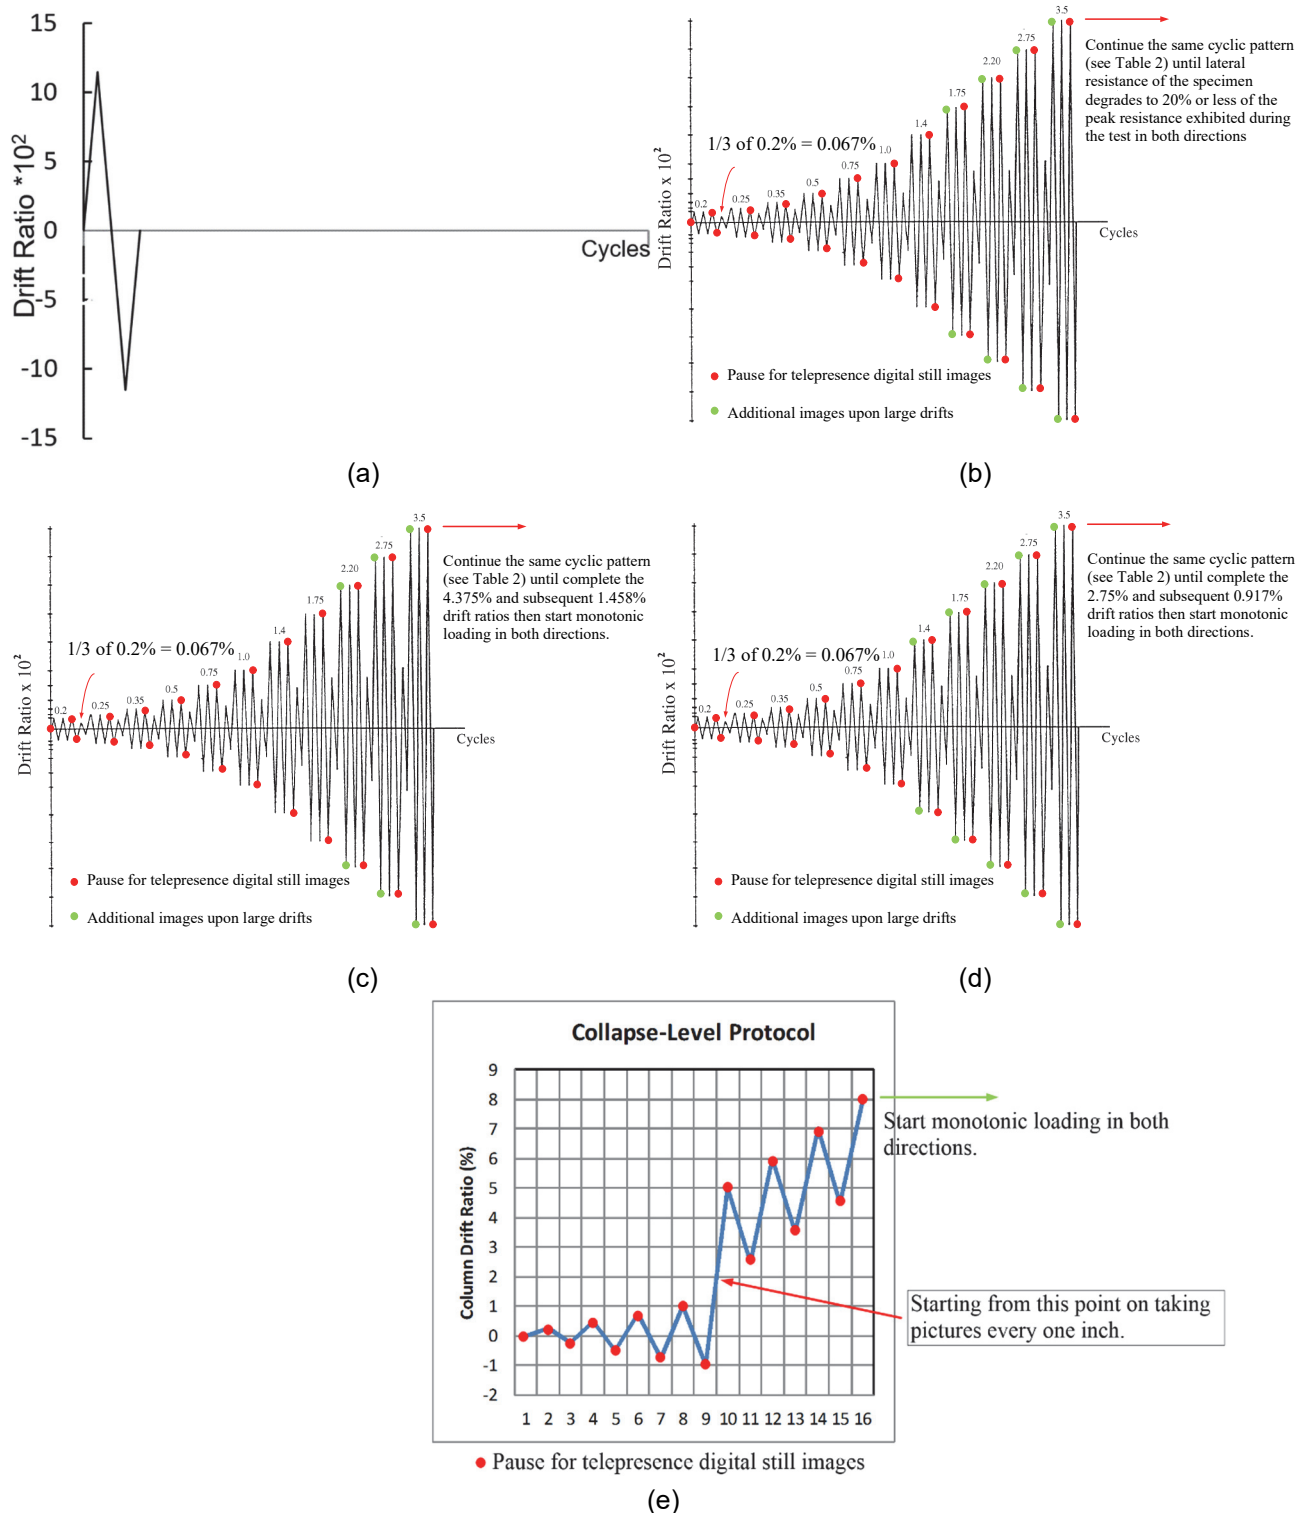 15
10
5
0
-5
-10
-15
Drift Ratio *10²
Cycles
(a)
3.5
2.75
2.20
1.75
1.4
1.0
0.75
0.5
0.35
0.25
0.2
1/3 of 0.2% = 0.067%
Drift Ratio x 10²
Cycles
Continue the same cyclic pattern
(see Table 2) until lateral
resistance of the specimen
degrades to 20% or less of the
peak resistance exhibited during
the test in both directions
Pause for telepresence digital still images
Additional images upon large drifts
(b)
3.5
2.75
2.20
1.75
1.4
1.0
0.75
0.5
0.35
0.25
0.2
1/3 of 0.2% = 0.067%
Drift Ratio x 10²
Cycles
Continue the same cyclic pattern
(see Table 2) until complete the
4.375% and subsequent 1.458%
drift ratios then start monotonic
loading in both directions.
Pause for telepresence digital still images
Additional images upon large drifts
(c)
3.5
2.75
2.20
1.75
1.4
1.0
0.75
0.5
0.35
0.25
0.2
1/3 of 0.2% = 0.067%
Drift Ratio x 10²
Cycles
Continue the same cyclic pattern
(see Table 2) until complete the
2.75% and subsequent 0.917%
drift ratios then start monotonic
loading in both directions.
Pause for telepresence digital still images
Additional images upon large drifts
(d)
Collapse-Level Protocol
9
8
7
6
5
4
3
2
1
0
-1
-2
Column Drift Ratio (%)
1 2 3 4 5 6 7 8 9 10 11 12 13 14 15 16
Start monotonic loading in both
directions.
Starting from this point on taking
pictures every one inch.
Pause for telepresence digital still images
(e)